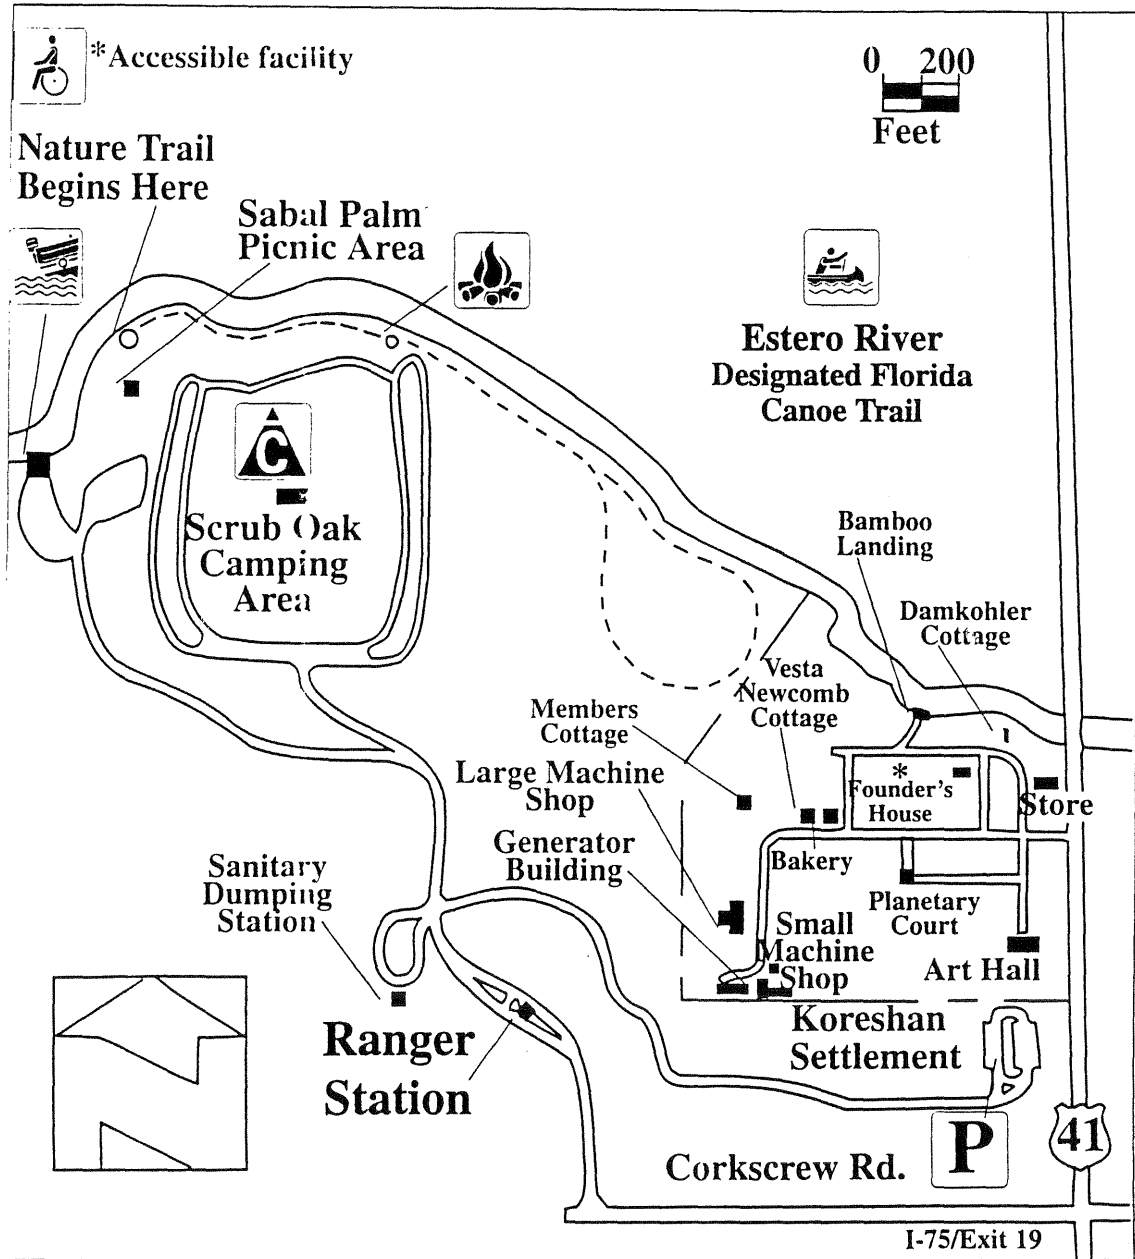 *Accessible facility
0 200
Feet
Nature Trail
Begins Here
Sabal Palm
Picnic Area
Estero River
Designated Florida
Canoe Trail
C
Scrub Oak
Camping
Area
Bamboo
Landing
Damkohler
Cottage
Vesta
Newcomb
Cottage
Members
Cottage
Large Machine
Shop
*
Founder's
House
Store
Generator
Building
Bakery
Sanitary
Dumping
Station
Planetary
Court
Small
Machine
Shop
Art Hall
Koreshan
Settlement
Ranger
Station
P
41
Corkscrew Rd.
I-75/Exit 19